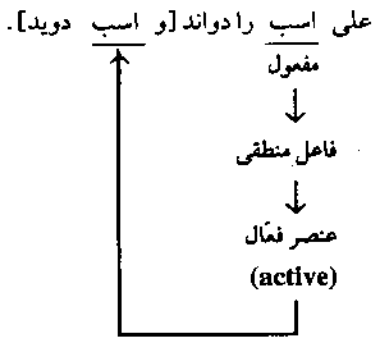 علی اسب را دواند [و اسب دوید].
مفعول
فاعل منطقی
عنصر فعّال
(active)